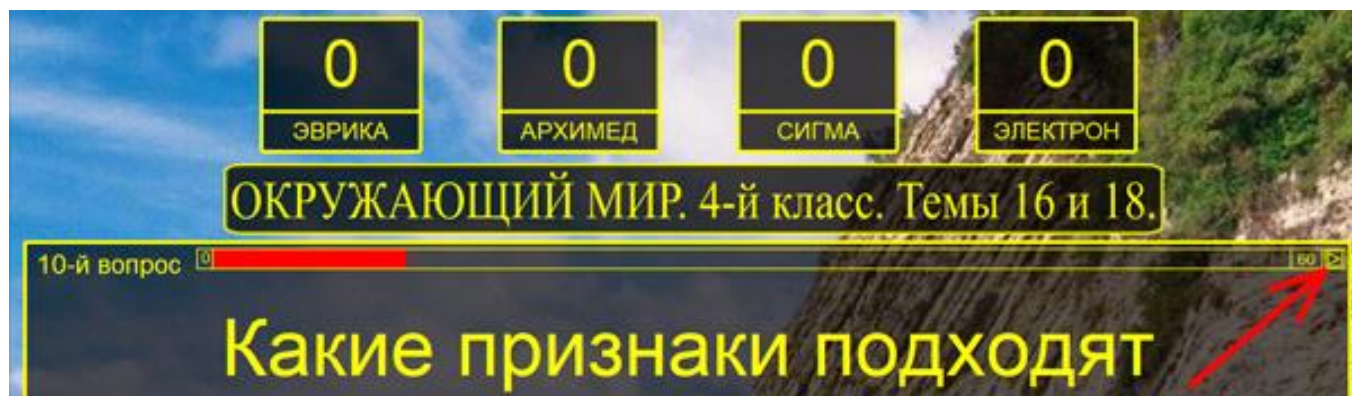 0 0 0 0
ЭВРИКА АРХИМЕД СИГМА ЭЛЕКТРОН
ОКРУЖАЮЩИЙ МИР. 4-й класс. Темы 16 и 18.
10-й вопрос 0 60 >
Какие признаки подходят